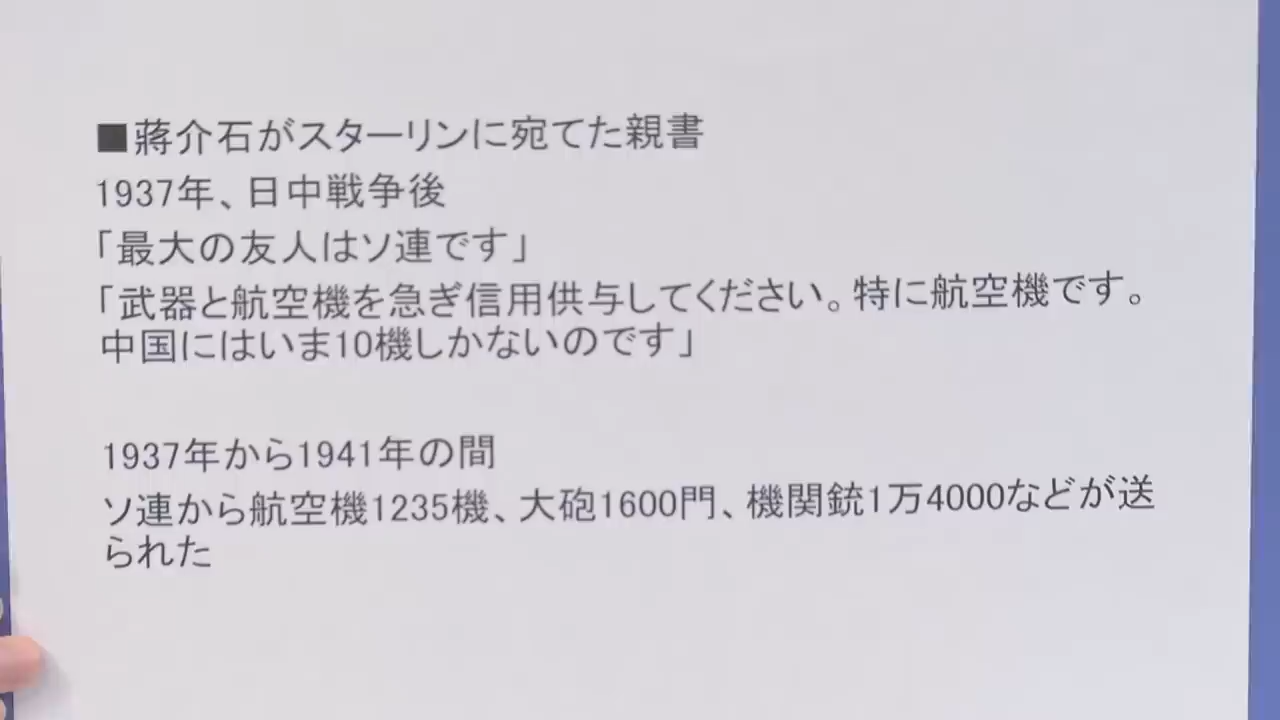 ■蔣介石がスターリンに宛てた親書
1937年、日中戦争後
「最大の友人はソ連です」
「武器と航空機を急ぎ信用供与してください。特に航空機です。
中国にはいま10機しかないのです」
1937年から1941年の間
ソ連から航空機1235機、大砲1600門、機関銃1万4000などが送
られた